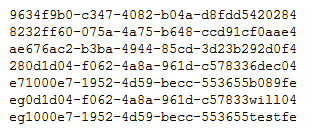 9634f9b0-c347-4082-b04a-d8fdd5420284
8232ff60-075a-4a75-b648-ccd91cf0aae4
ae676ac2-b3ba-4944-85cd-3d23b292d0f4
280d1d04-f062-4a8a-961d-c578336dec04
e71000e7-1952-4d59-becc-553655b089fe
eg0d1d04-f062-4a8a-961d-c57833will04
eg1000e7-1952-4d59-becc-553655testfe